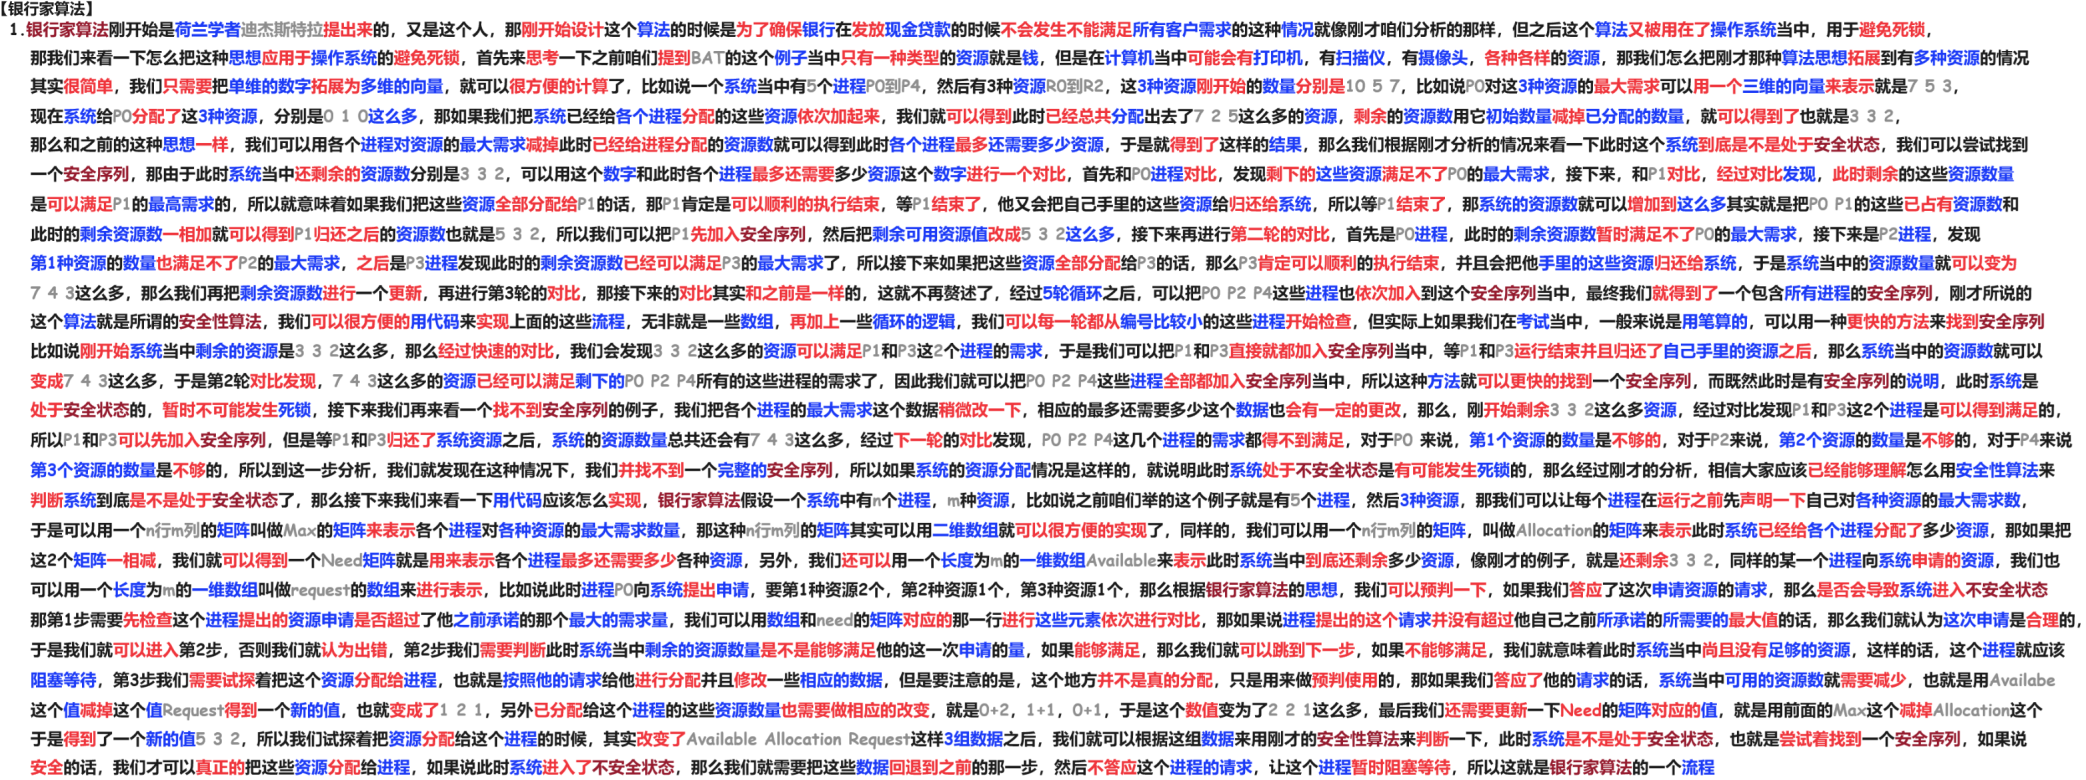 【银行家算法】
1.银行家算法刚开始是荷兰学者迪杰斯特拉提出来的，又是这个人，那刚开始设计这个算法的时候是为了确保银行在发放现金贷款的时候不会发生不能满足所有客户需求的这种情况就像刚才咱们分析的那样，但之后这个算法又被用在了操作系统当中，用于避免死锁，
那我们来看一下怎么把这种思想应用于操作系统的避免死锁，首先来思考一下之前咱们提到BAT的这个例子当中只有一种类型的资源就是钱，但是在计算机当中可能会有打印机，有扫描仪，有摄像头，各种各样的资源，那我们怎么把刚才那种算法思想拓展到有多种资源的情况
其实很简单，我们只需要把单维的数字拓展为多维的向量，就可以很方便的计算了，比如说一个系统当中有5个进程P0到P4，然后有3种资源R0到R2，这3种资源刚开始的数量分别是10 5 7，比如说P0对这3种资源的最大需求可以用一个三维的向量来表示就是7 5 3，
现在系统给P0分配了这3种资源，分别是0 1 0这么多，那如果我们把系统已经给各个进程分配的这些资源依次加起来，我们就可以得到此时已经总共分配出去了7 2 5这么多的资源，剩余的资源数用它初始数量减掉已分配的数量，就可以得到了也就是3 3 2，
那么和之前的这种思想一样，我们可以用各个进程对资源的最大需求减掉此时已经给进程分配的资源数就可以得到此时各个进程最多还需要多少资源，于是就得到了这样的结果，那么我们根据刚才分析的情况来看一下此时这个系统到底是不是处于安全状态，我们可以尝试找到
一个安全序列，那由于此时系统当中还剩余的资源数分别是3 3 2，可以用这个数字和此时各个进程最多还需要多少资源这个数字进行一个对比，首先和P0进程对比，发现剩下的这些资源满足不了P0的最大需求，接下来，和P1对比，经过对比发现，此时剩余的这些资源数量
是可以满足P1的最高需求的，所以就意味着如果我们把这些资源全部分配给P1的话，那P1肯定是可以顺利的执行结束，等P1结束了，他又会把自己手里的这些资源给归还给系统，所以等P1结束了，那系统的资源数就可以增加到这么多其实就是把P0 P1的这些已占有资源数和
此时的剩余资源数一相加就可以得到P1归还之后的资源数也就是5 3 2，所以我们可以把P1先加入安全序列，然后把剩余可用资源值改成5 3 2这么多，接下来再进行第二轮的对比，首先是P0进程，此时的剩余资源数暂时满足不了P0的最大需求，接下来是P2进程，发现
第1种资源的数量也满足不了P2的最大需求，之后是P3进程发现此时的剩余资源数已经可以满足P3的最大需求了，所以接下来如果把这些资源全部分配给P3的话，那么P3肯定可以顺利的执行结束，并且会把他手里的这些资源归还给系统，于是系统当中的资源数量就可以变为
7 4 3这么多，那么我们再把剩余资源数进行一个更新，再进行第3轮的对比，那接下来的对比其实和之前是一样的，这就不再赘述了，经过5轮循环之后，可以把P0 P2 P4这些进程也依次加入到这个安全序列当中，最终我们就得到了一个包含所有进程的安全序列，刚才所说的
这个算法就是所谓的安全性算法，我们可以很方便的用代码来实现上面的这些流程，无非就是一些数组，再加上一些循环的逻辑，我们可以每一轮都从编号比较小的这些进程开始检查，但实际上如果我们在考试当中，一般来说是用笔算的，可以用一种更快的方法来找到安全序列
比如说刚开始系统当中剩余的资源是3 3 2这么多，那么经过快速的对比，我们会发现3 3 2这么多的资源可以满足P1和P3这2个进程的需求，于是我们可以把P1和P3直接就都加入安全序列当中，等P1和P3运行结束并且归还了自己手里的资源之后，那么系统当中的资源数就可以
变成7 4 3这么多，于是第2轮对比发现，7 4 3这么多的资源已经可以满足剩下的P0 P2 P4所有的这些进程的需求了，因此我们就可以把P0 P2 P4这些进程全部都加入安全序列当中，所以这种方法就可以更快的找到一个安全序列，而既然此时是有安全序列的说明，此时系统是
处于安全状态的，暂时不可能发生死锁，接下来我们再来看一个找不到安全序列的例子，我们把各个进程的最大需求这个数据稍微改一下，相应的最多还需要多少这个数据也会有一定的更改，那么，刚开始剩余3 3 2这么多资源，经过对比发现P1和P3这2个进程是可以得到满足的，
所以P1和P3可以先加入安全序列，但是等P1和P3归还了系统资源之后，系统的资源数量总共还会有7 4 3这么多，经过下一轮的对比发现，P0 P2 P4这几个进程的需求都得不到满足，对于P0 来说，第1个资源的数量是不够的，对于P2来说，第2个资源的数量是不够的，对于P4来说
第3个资源的数量是不够的，所以到这一步分析，我们就发现在这种情况下，我们并找不到一个完整的安全序列，所以如果系统的资源分配情况是这样的，就说明此时系统处于不安全状态是有可能发生死锁的，那么经过刚才的分析，相信大家应该已经能够理解怎么用安全性算法来
判断系统到底是不是处于安全状态了，那么接下来我们来看一下用代码应该怎么实现，银行家算法假设一个系统中有n个进程，m种资源，比如说之前咱们举的这个例子就是有5个进程，然后3种资源，那我们可以让每个进程在运行之前先声明一下自己对各种资源的最大需求数，
于是可以用一个n行m列的矩阵叫做Max的矩阵来表示各个进程对各种资源的最大需求数量，那这种n行m列的矩阵其实可以用二维数组就可以很方便的实现了，同样的，我们可以用一个n行m列的矩阵，叫做Allocation的矩阵来表示此时系统已经给各个进程分配了多少资源，那如果把
这2个矩阵一相减，我们就可以得到一个Need矩阵就是用来表示各个进程最多还需要多少各种资源，另外，我们还可以用一个长度为m的一维数组Available来表示此时系统当中到底还剩余多少资源，像刚才的例子，就是还剩余3 3 2，同样的某一个进程向系统申请的资源，我们也
可以用一个长度为m的一维数组叫做request的数组来进行表示，比如说此时进程P0向系统提出申请，要第1种资源2个，第2种资源1个，第3种资源1个，那么根据银行家算法的思想，我们可以预判一下，如果我们答应了这次申请资源的请求，那么是否会导致系统进入不安全状态
那第1步需要先检查这个进程提出的资源申请是否超过了他之前承诺的那个最大的需求量，我们可以用数组和need的矩阵对应的那一行进行这些元素依次进行对比，那如果说进程提出的这个请求并没有超过他自己之前所承诺的所需要的最大值的话，那么我们就认为这次申请是合理的，
于是我们就可以进入第2步，否则我们就认为出错，第2步我们需要判断此时系统当中剩余的资源数量是不是能够满足他的这一次申请的量，如果能够满足，那么我们就可以跳到下一步，如果不能够满足，我们就意味着此时系统当中尚且没有足够的资源，这样的话，这个进程就应该
阻塞等待，第3步我们需要试探着把这个资源分配给进程，也就是按照他的请求给他进行分配并且修改一些相应的数据，但是要注意的是，这个地方并不是真的分配，只是用来做预判使用的，那如果我们答应了他的请求的话，系统当中可用的资源数就需要减少，也就是用Availabe
这个值减掉这个值Request得到一个新的值，也就变成了1 2 1，另外已分配给这个进程的这些资源数量也需要做相应的改变，就是0+2，1+1，0+1，于是这个数值变为了2 2 1这么多，最后我们还需要更新一下Need的矩阵对应的值，就是用前面的Max这个减掉Allocation这个
于是得到了一个新的值5 3 2，所以我们试探着把资源分配给这个进程的时候，其实改变了Available Allocation Request这样3组数据之后，我们就可以根据这组数据来用刚才的安全性算法来判断一下，此时系统是不是处于安全状态，也就是尝试着找到一个安全序列，如果说
安全的话，我们才可以真正的把这些资源分配给进程，如果说此时系统进入了不安全状态，那么我们就需要把这些数据回退到之前的那一步，然后不答应这个进程的请求，让这个进程暂时阻塞等待，所以这就是银行家算法的一个流程